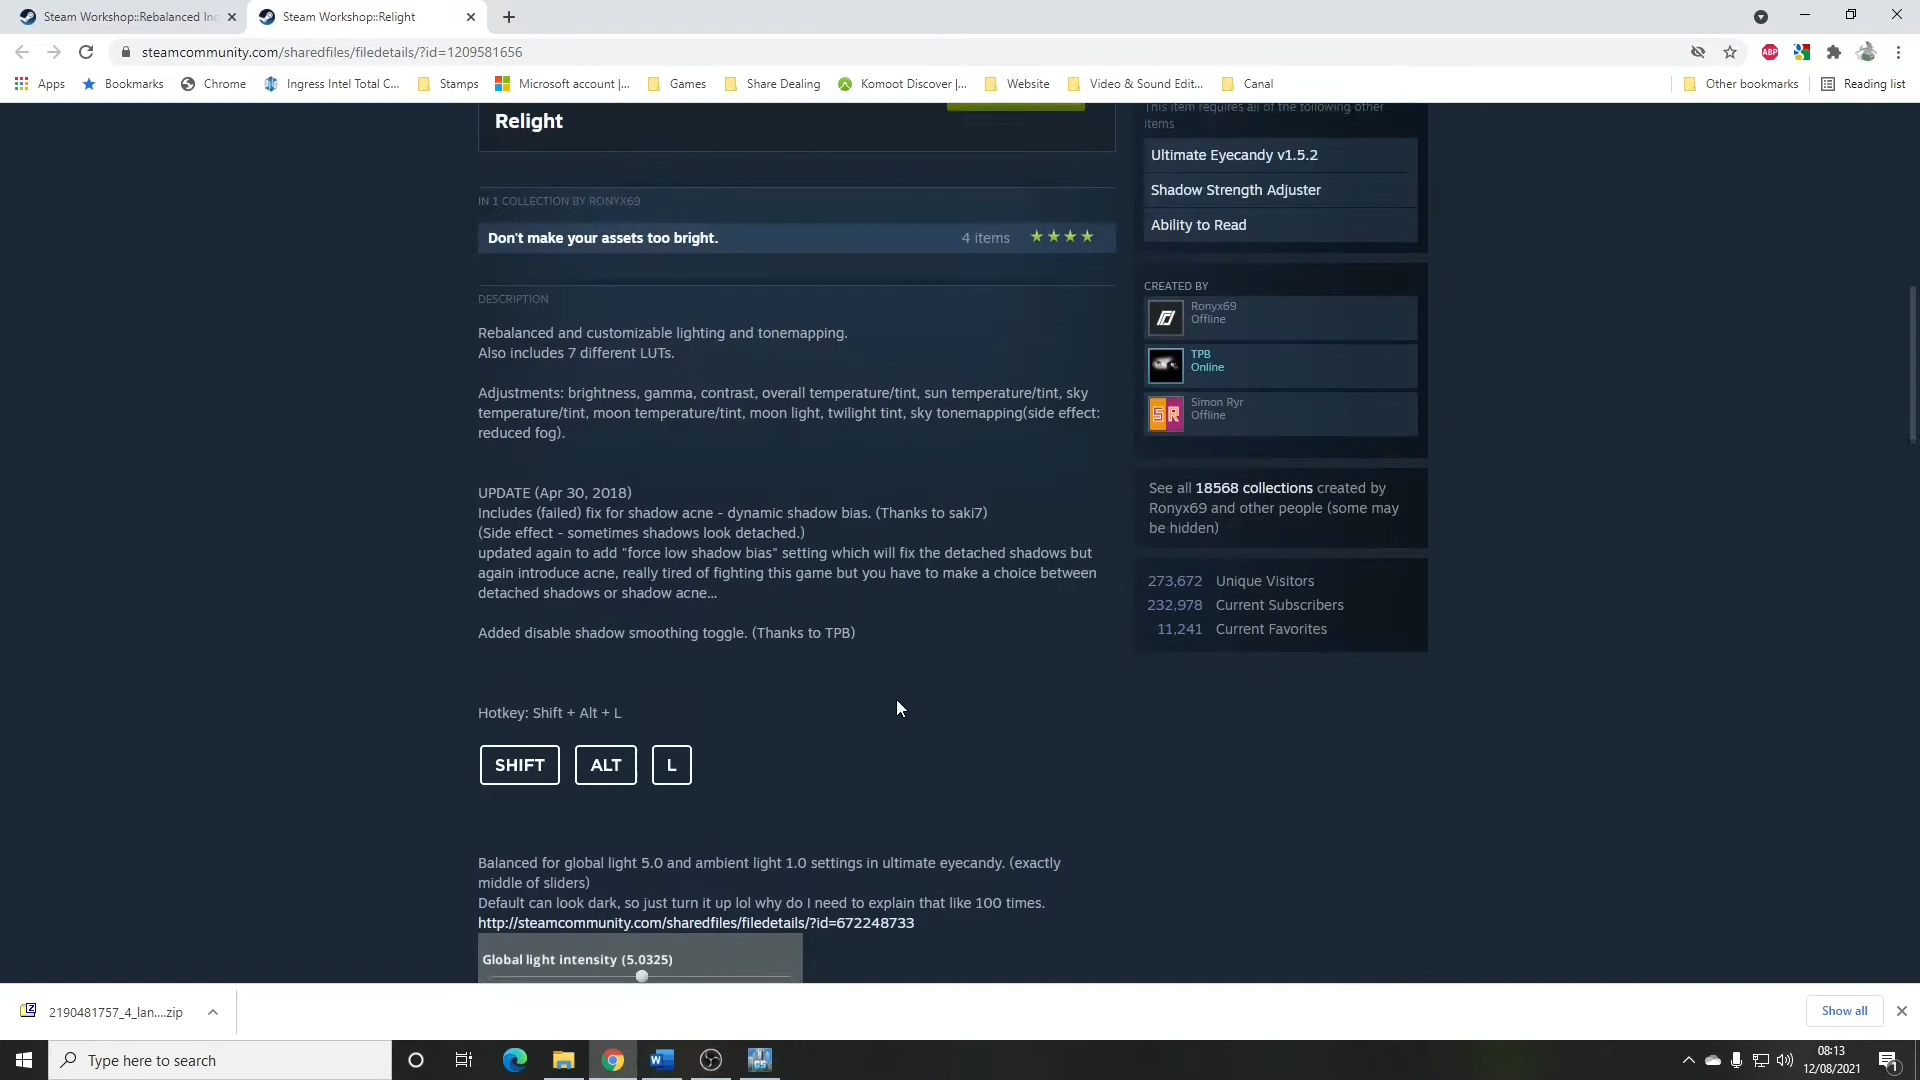 Steam Workshop::Rebalanced Inc
Steam Workshop::Relight
steamcommunity.com/sharedfiles/filedetails/?id=1209581656
ABP
Apps
Bookmarks
Chrome
Ingress Intel Total C...
Stamps
Microsoft account |...
Games
Share Dealing
Komoot Discover |...
Website
Video & Sound Edit...
Canal
Other bookmarks
Reading list
Relight
IN 1 COLLECTION BY RONYX69
Don't make your assets too bright.
4 items
DESCRIPTION
Rebalanced and customizable lighting and tonemapping.
Also includes 7 different LUTs.
Adjustments: brightness, gamma, contrast, overall temperature/tint, sun temperature/tint, sky
temperature/tint, moon temperature/tint, moon light, twilight tint, sky tonemapping(side effect:
reduced fog).
UPDATE (Apr 30, 2018)
Includes (failed) fix for shadow acne - dynamic shadow bias. (Thanks to saki7)
(Side effect - sometimes shadows look detached.)
updated again to add "force low shadow bias" setting which will fix the detached shadows but
again introduce acne, really tired of fighting this game but you have to make a choice between
detached shadows or shadow acne...
Added disable shadow smoothing toggle. (Thanks to TPB)
Hotkey: Shift + Alt + L
SHIFT
ALT
L
Balanced for global light 5.0 and ambient light 1.0 settings in ultimate eyecandy. (exactly
middle of sliders)
Default can look dark, so just turn it up lol why do I need to explain that like 100 times.
http://steamcommunity.com/sharedfiles/filedetails/?id=672248733
Global light intensity (5.0325)
This item requires all of the following other
items
Ultimate Eyecandy v1.5.2
Shadow Strength Adjuster
Ability to Read
CREATED BY
Ronyx69
Offline
TPB
Online
SR
Simon Ryr
Offline
See all 18568 collections created by
Ronyx69 and other people (some may
be hidden)
273,672 Unique Visitors
232,978 Current Subscribers
11,241 Current Favorites
2190481757_4_lan....zip
Show all
Type here to search
W
08:13
12/08/2021
1